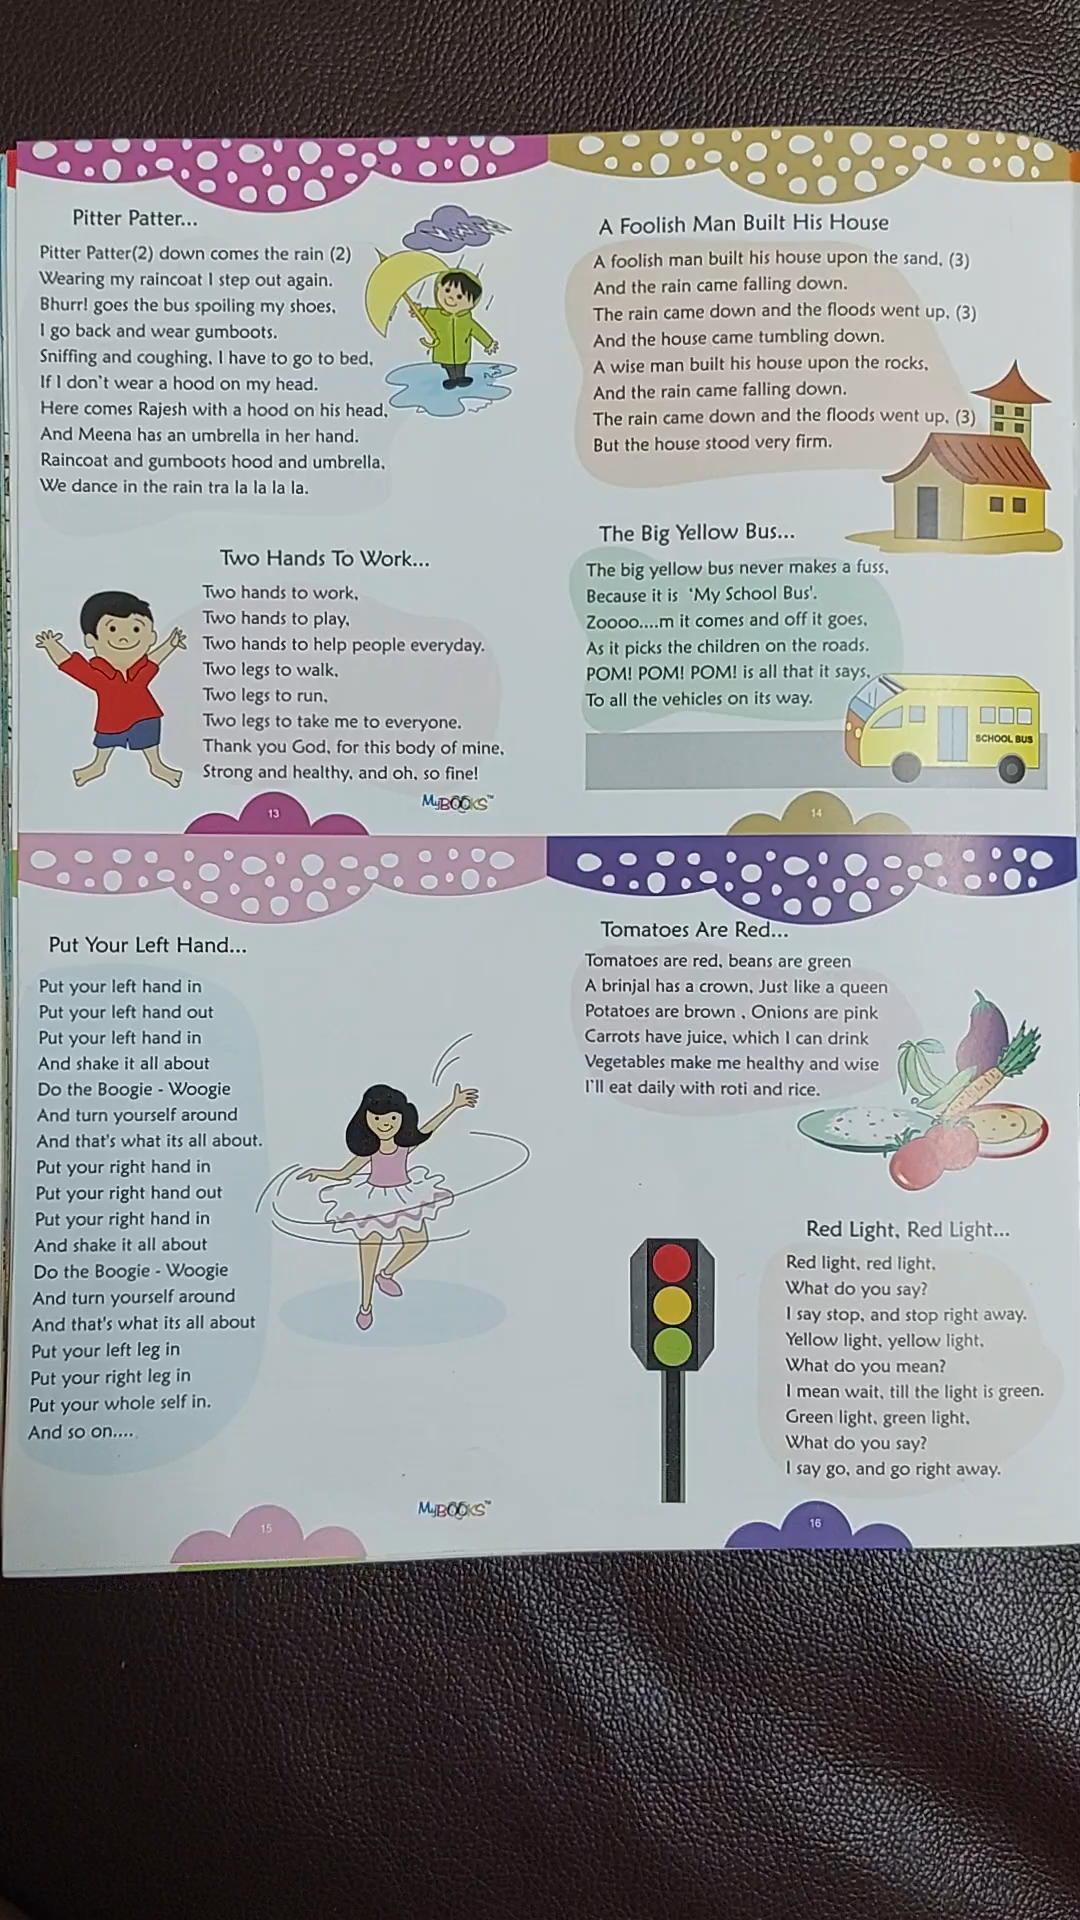 Pitter Patter...
Pitter Patter(2) down comes the rain (2)
Wearing my raincoat I step out again.
Bhurr! goes the bus spoiling my shoes,
I go back and wear gumboots.
Sniffing and coughing, I have to go to bed,
If I don't wear a hood on my head.
Here comes Rajesh with a hood on his head,
And Meena has an umbrella in her hand.
Raincoat and gumboots hood and umbrella,
We dance in the rain tra la la la la.
Two Hands To Work...
Two hands to work,
Two hands to play,
Two hands to help people everyday.
Two legs to walk,
Two legs to run,
Two legs to take me to everyone.
Thank you God, for this body of mine,
Strong and healthy, and oh, so fine!
MyBOOKS™
13
A Foolish Man Built His House
A foolish man built his house upon the sand, (3)
And the rain came falling down.
The rain came down and the floods went up, (3)
And the house came tumbling down.
A wise man built his house upon the rocks,
And the rain came falling down.
The rain came down and the floods went up, (3)
But the house stood very firm.
The Big Yellow Bus...
The big yellow bus never makes a fuss,
Because it is 'My School Bus'.
Zoooo....m it comes and off it goes,
As it picks the children on the roads.
POM! POM! POM! is all that it says,
To all the vehicles on its way.
SCHOOL BUS
14
Put Your Left Hand...
Put your left hand in
Put your left hand out
Put your left hand in
And shake it all about
Do the Boogie - Woogie
And turn yourself around
And that's what its all about.
Put your right hand in
Put your right hand out
Put your right hand in
And shake it all about
Do the Boogie - Woogie
And turn yourself around
And that's what its all about
Put your left leg in
Put your right leg in
Put your whole self in.
And so on....
MyBOOKS™
15
Tomatoes Are Red...
Tomatoes are red, beans are green
A brinjal has a crown, Just like a queen
Potatoes are brown , Onions are pink
Carrots have juice, which I can drink
Vegetables make me healthy and wise
I'll eat daily with roti and rice.
Red Light, Red Light...
Red light, red light,
What do you say?
I say stop, and stop right away.
Yellow light, yellow light,
What do you mean?
I mean wait, till the light is green.
Green light, green light,
What do you say?
I say go, and go right away.
16